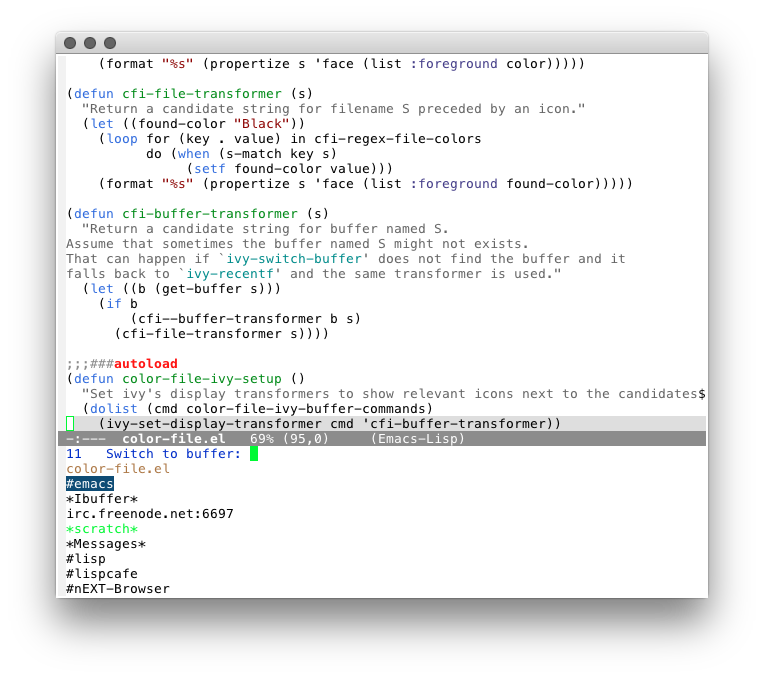 (format "%s" (propertize s 'face (list :foreground color)))))

(defun cfi-file-transformer (s)
  "Return a candidate string for filename S preceded by an icon."
  (let ((found-color "Black"))
    (loop for (key . value) in cfi-regex-file-colors
          do (when (s-match key s)
               (setf found-color value)))
    (format "%s" (propertize s 'face (list :foreground found-color)))))

(defun cfi-buffer-transformer (s)
  "Return a candidate string for buffer named S.
Assume that sometimes the buffer named S might not exists.
That can happen if `ivy-switch-buffer' does not find the buffer and it
falls back to `ivy-recentf' and the same transformer is used."
  (let ((b (get-buffer s)))
    (if b
        (cfi--buffer-transformer b s)
      (cfi-file-transformer s))))

;;;###autoload
(defun color-file-ivy-setup ()
  "Set ivy's display transformers to show relevant icons next to the candidates$
  (dolist (cmd color-file-ivy-buffer-commands)
    (ivy-set-display-transformer cmd 'cfi-buffer-transformer))
-:---  color-file.el   69% (95,0)     (Emacs-Lisp)
11   Switch to buffer:
color-file.el
#emacs
*Ibuffer*
irc.freenode.net:6697
*scratch*
*Messages*
#lisp
#lispcafe
#nEXT-Browser